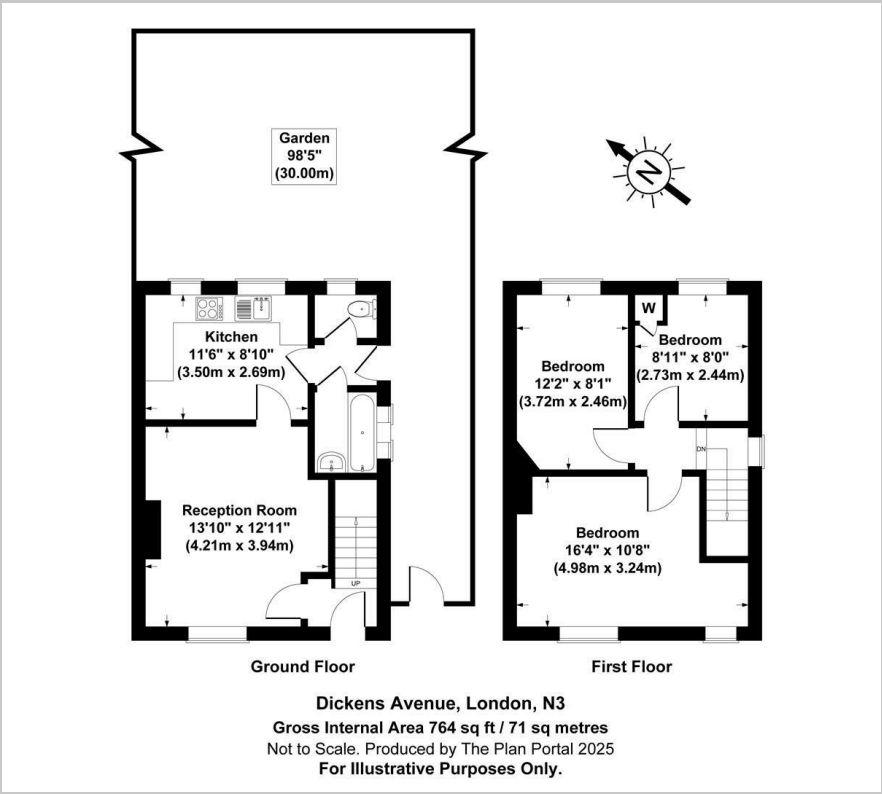 Garden
98'5"
(30.00m)
N
Kitchen
11'6" x 8'10"
(3.50m x 2.69m)
Reception Room
13'10" x 12'11"
(4.21m x 3.94m)
UP
Ground Floor
W
Bedroom
8'11" x 8'0"
(2.73m x 2.44m)
Bedroom
12'2" x 8'1"
(3.72m x 2.46m)
DN
Bedroom
16'4" x 10'8"
(4.98m x 3.24m)
First Floor
Dickens Avenue, London, N3
Gross Internal Area 764 sq ft / 71 sq metres
Not to Scale. Produced by The Plan Portal 2025
For Illustrative Purposes Only.